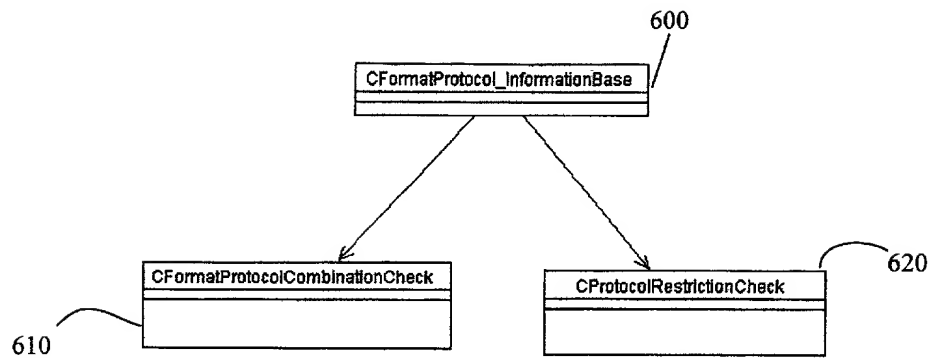 600
CFormatProtocol_InformationBase
CFormatProtocolCombinationCheck
CProtocolRestrictionCheck
620
610